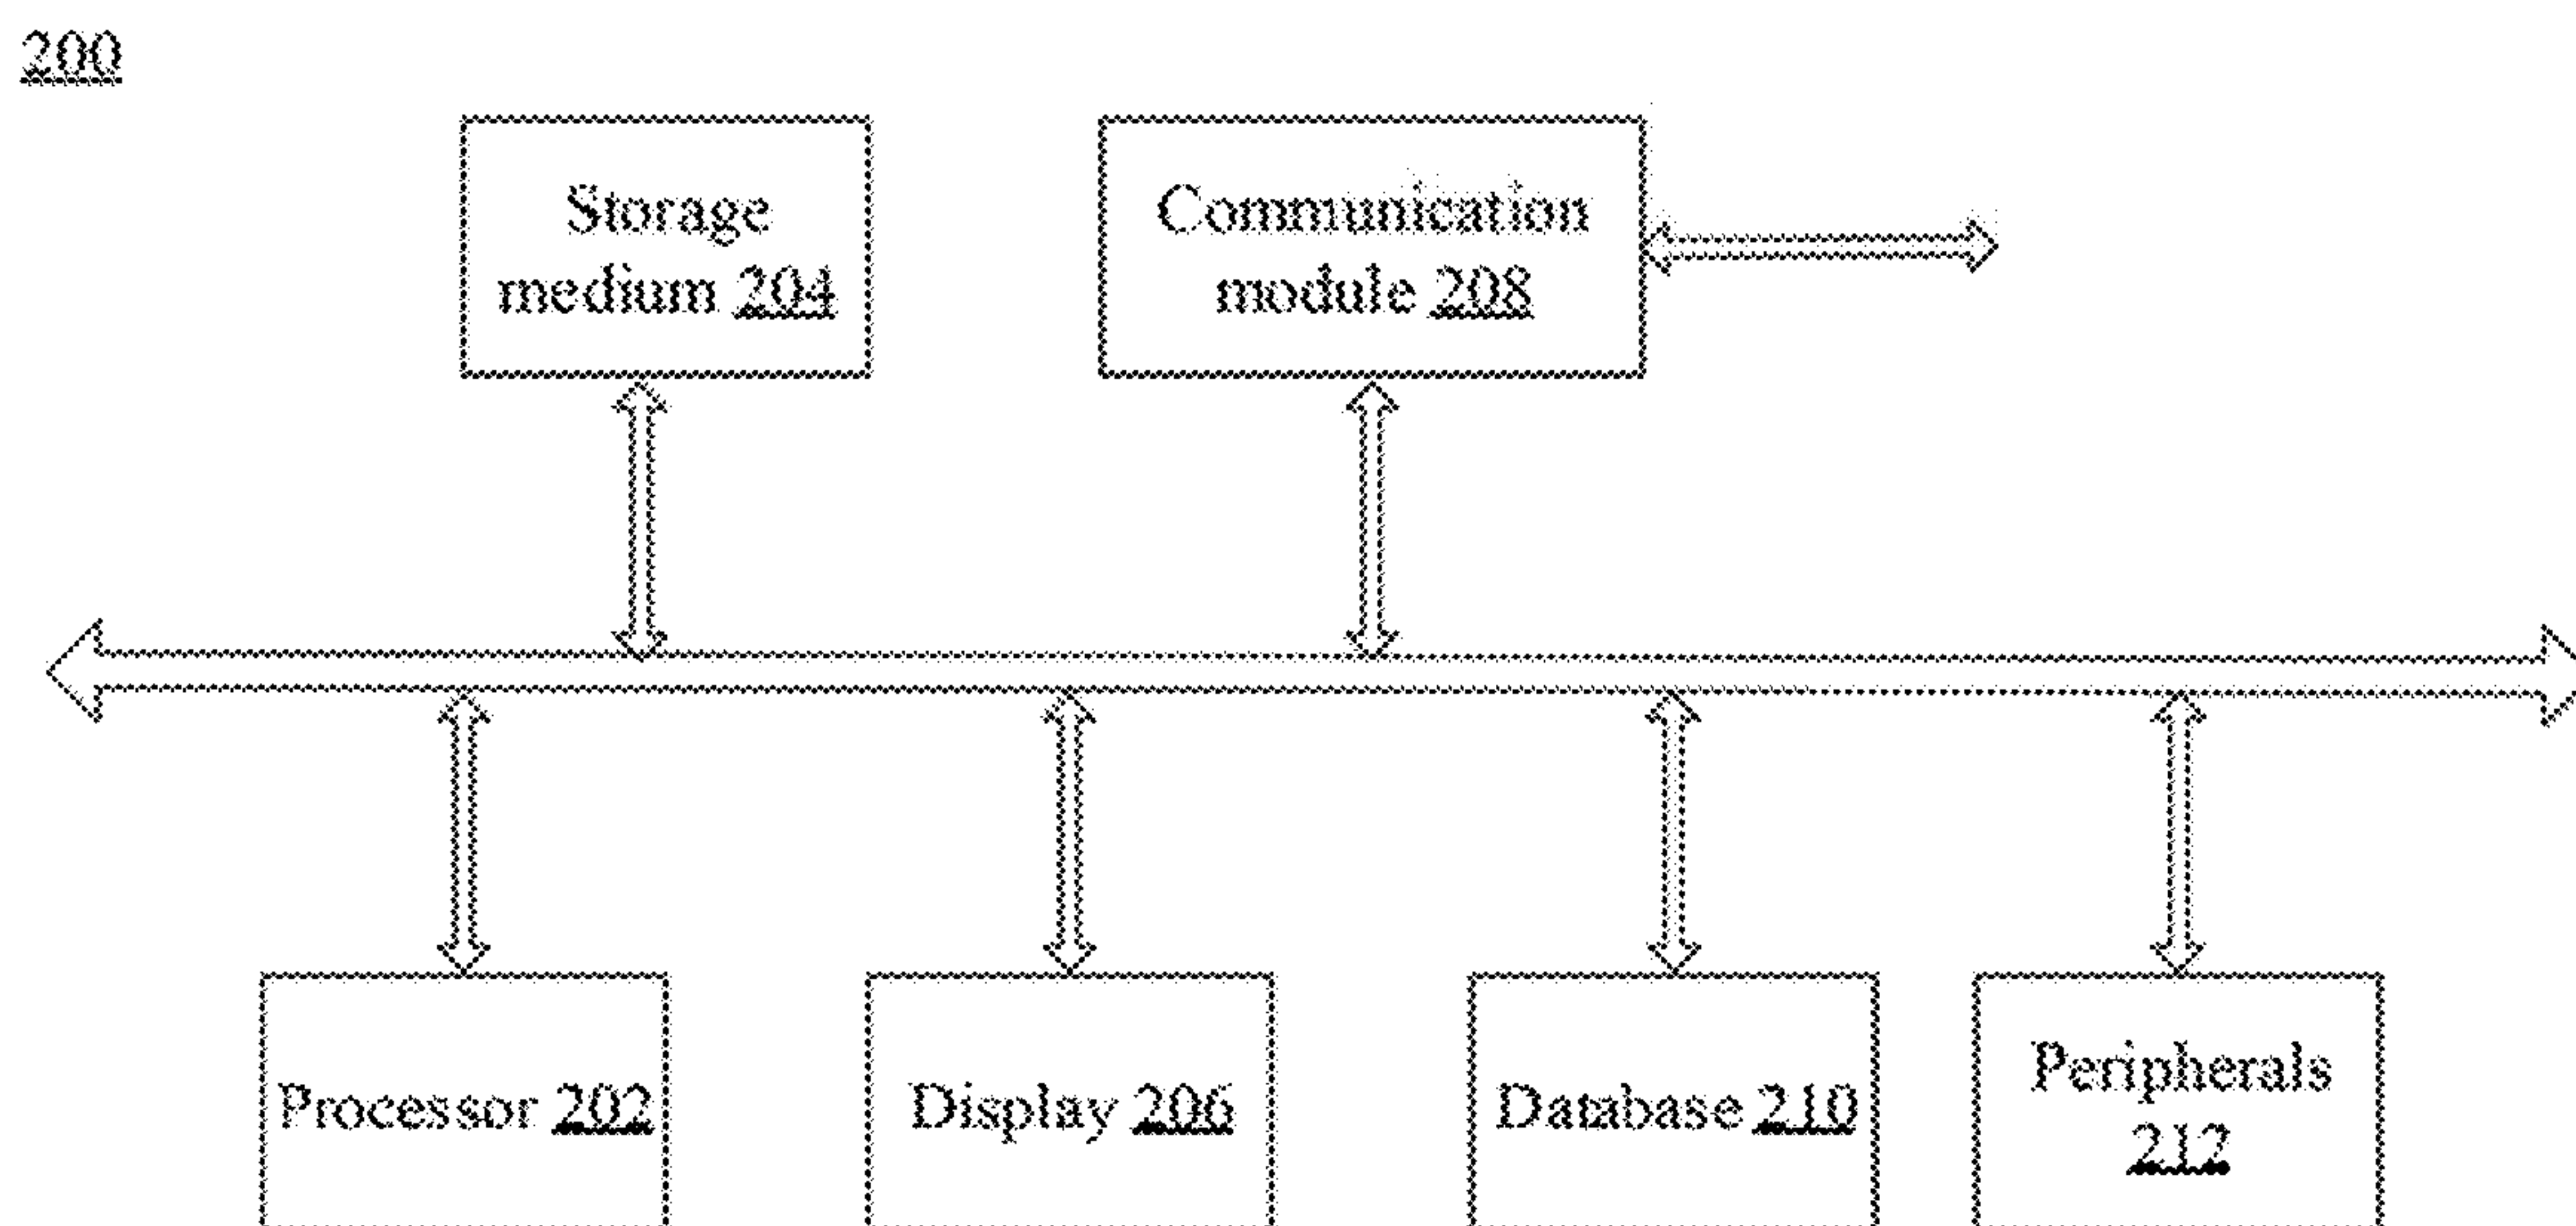 200
Storage
medium 204
Communication
module 208
Processor 202
Display 206
Database 210
Peripherals
212